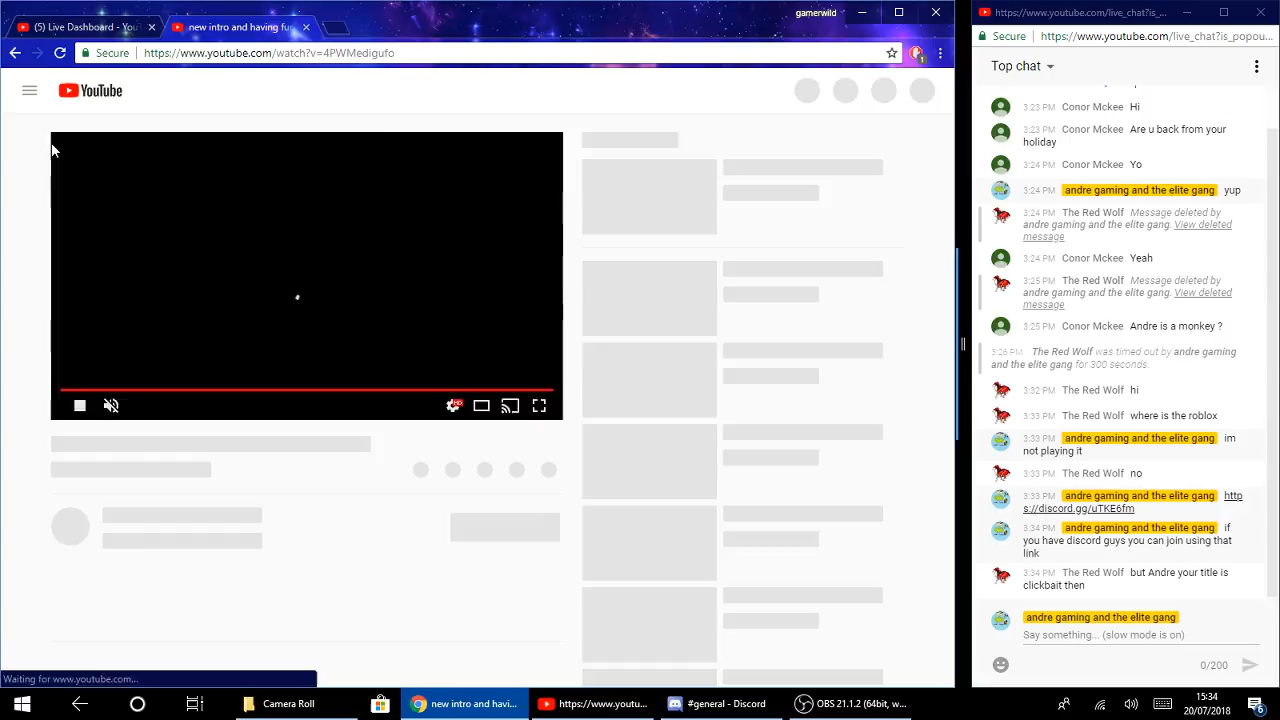 gamerwild
(5) Live Dashboard - You
new intro and having fu
Secure
https://www.youtube.com/watch?v=4PWMedigufo
1
YouTube
HD
Waiting for www.youtube.com...
https://www.youtube.com/live_chat?is_...
Secure
https://www.youtube.com/live_chat?is_popou...
Top chat
3:23 PM Conor Mckee Hi
3:23 PM Conor Mckee Are u back from your
holiday
3:24 PM Conor Mckee Yo
3:24 PM andre gaming and the elite gang yup
3:24 PM The Red Wolf Message deleted by
andre gaming and the elite gang. View deleted
message
3:24 PM Conor Mckee Yeah
3:25 PM The Red Wolf Message deleted by
andre gaming and the elite gang. View deleted
message
3:25 PM Conor Mckee Andre is a monkey ?
3:26 PM The Red Wolf was timed out by andre gaming
and the elite gang for 300 seconds.
3:32 PM The Red Wolf hi
3:33 PM The Red Wolf where is the roblox
3:33 PM andre gaming and the elite gang im
not playing it
3:33 PM The Red Wolf no
3:33 PM andre gaming and the elite gang http
s://discord.gg/uTKE6fm
3:34 PM andre gaming and the elite gang if
you have discord guys you can join using that
link
3:34 PM The Red Wolf but Andre your title is
clickbait then
andre gaming and the elite gang
Say something... (slow mode is on)
0/200
Camera Roll
new intro and havi...
https://www.youtu...
#general - Discord
OBS 21.1.2 (64bit, w...
15:34
20/07/2018
6